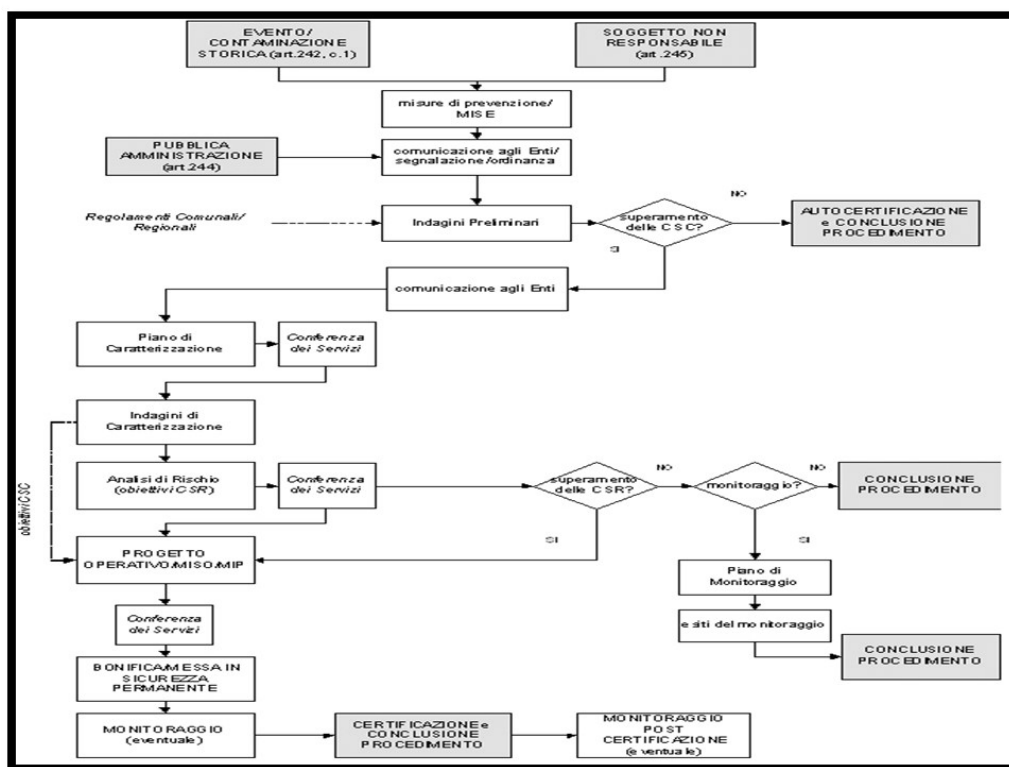 EVENTO/
CONTAMINAZIONE
STORICA (art.242, c.1)
SOGGETTO NON
RESPONSABILE
(art.245)
misure di prevenzione/
MISE
PUBBLICA
AMMINISTRAZIONE
(art.244)
comunicazione agli Enti/
segnalazione/ordinanza
Regolamenti Comunali/
Regionali
Indagini Preliminari
superamento
delle CSC?
NO
SI
AUTOCERTIFICAZIONE
e CONCLUSIONE
PROCEDIMENTO
comunicazione agli Enti
Piano di
Caratterizzazione
Conferenza
dei Servizi
Indagini di
Caratterizzazione
obiettivi CSC
Analisi di Rischio
(obiettivi CSR)
Conferenza
dei Servizi
superamento
delle CSR?
NO
SI
monitoraggio?
NO
SI
CONCLUSIONE
PROCEDIMENTO
PROGETTO
OPERATIVO/MISO/MIP
Piano di
Monitoraggio
Conferenza
dei Servizi
esiti del monitoraggio
CONCLUSIONE
PROCEDIMENTO
BONIFICA/MESSA IN
SICUREZZA
PERMANENTE
MONITORAGGIO
(eventuale)
CERTIFICAZIONE e
CONCLUSIONE
PROCEDIMENTO
MONITORAGGIO
POST
CERTIFICAZIONE
(eventuale)